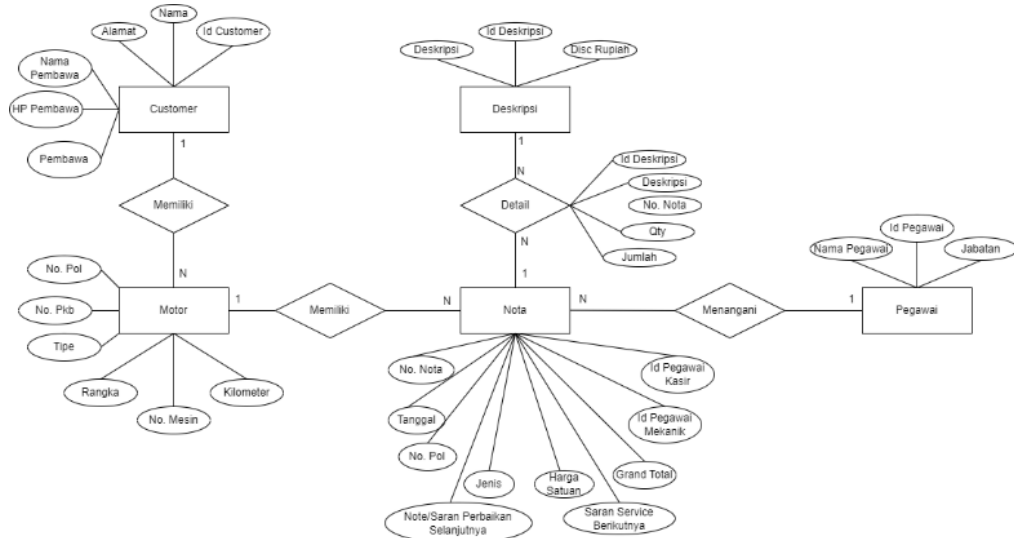 Nama
Alamat
Id Customer
Nama
Pembawa
HP Pembawa
Pembawa
Customer
1
Memiliki
N
Id Deskripsi
Deskripsi
Disc Rupiah
Deskripsi
1
N
Detail
N
1
Id Deskripsi
Deskripsi
No. Nota
Qty
Jumlah
Id Pegawai
Nama Pegawai
Jabatan
No. Pol
No. Pkb
Tipe
Motor
1
Memiliki
N
Nota
N
Menangani
1
Pegawai
Rangka
Kilometer
No. Mesin
No. Nota
Tanggal
No. Pol
Jenis
Note/Saran Perbaikan
Selanjutnya
Harga
Satuan
Saran Service
Berikutnya
Grand Total
Id Pegawai
Mekanik
Id Pegawai
Kasir